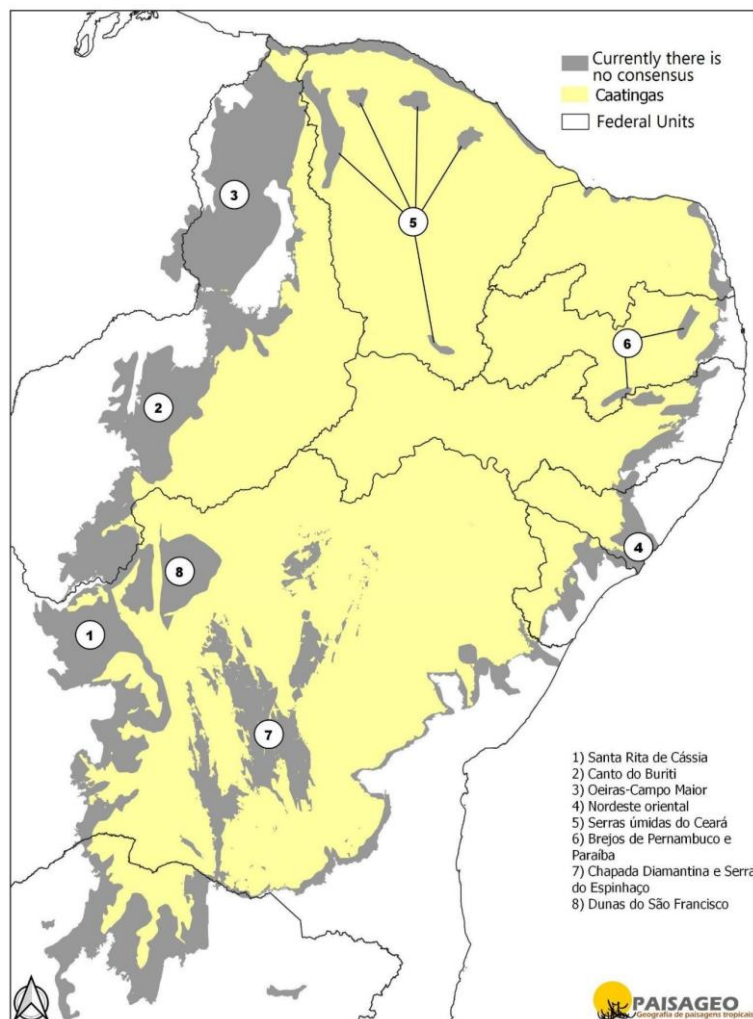 Currently there is
no consensus
Caatingas
Federal Units
3
5
6
2
8
4
1
7
1) Santa Rita de Cássia
2) Canto do Buriti
3) Oeiras-Campo Maior
4) Nordeste oriental
5) Serras úmidas do Ceará
6) Brejos de Pernambuco e
Paraíba
7) Chapada Diamantina e Serra
do Espinhaço
8) Dunas do São Francisco
PAISAGEO
Geografia de paisagens tropicais